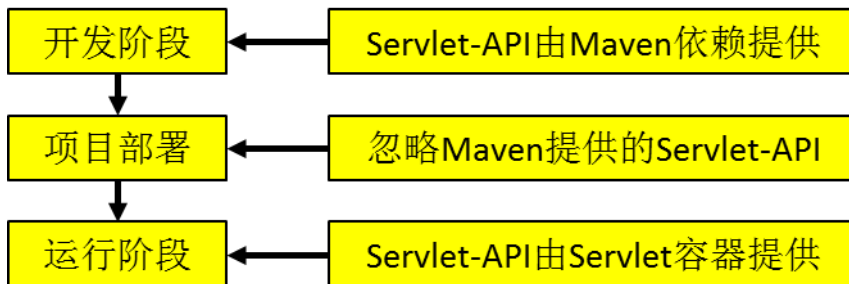 开发阶段
Servlet-API由Maven依赖提供
项目部署
忽略Maven提供的Servlet-API
运行阶段
Servlet-API由Servlet容器提供